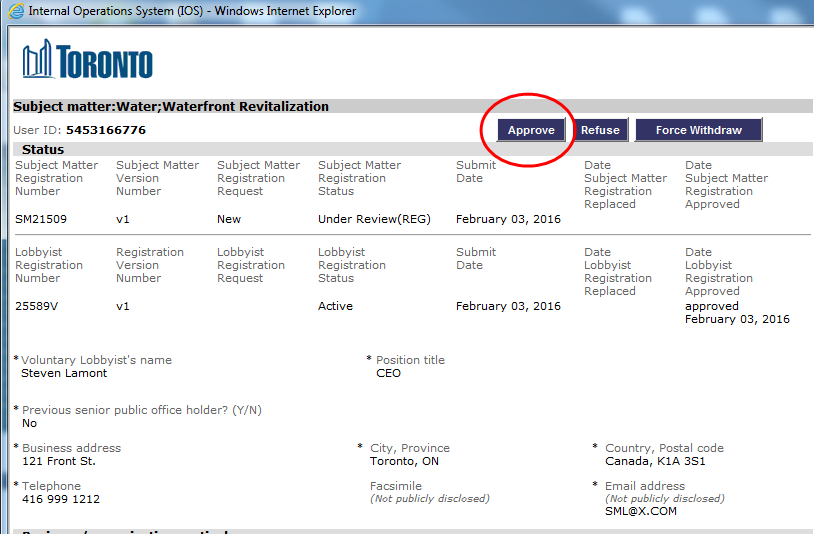 Internal Operations System (IOS) - Windows Internet Explorer
TORONTO
Subject matter:Water;Waterfront Revitalization
User ID: 5453166776
Approve Refuse Force Withdraw
Status
Subject Matter Subject Matter Subject Matter Subject Matter Submit Date Date
Registration Version Registration Registration Date Subject Matter Subject Matter
Number Number Request Status Registration Registration
Replaced Approved
SM21509 v1 New Under Review(REG) February 03, 2016
Lobbyist Registration Lobbyist Lobbyist Submit Date Date
Registration Version Registration Registration Date Lobbyist Lobbyist
Number Number Request Status Registration Registration
Replaced Approved
25589V v1 Active February 03, 2016 approved
February 03, 2016
* Voluntary Lobbyist's name * Position title
Steven Lamont CEO
* Previous senior public office holder? (Y/N)
No
* Business address * City, Province * Country, Postal code
121 Front St. Toronto, ON Canada, K1A 3S1
* Telephone Facsimile * Email address
416 999 1212 (Not publicly disclosed) (Not publicly disclosed)
SML@X.COM